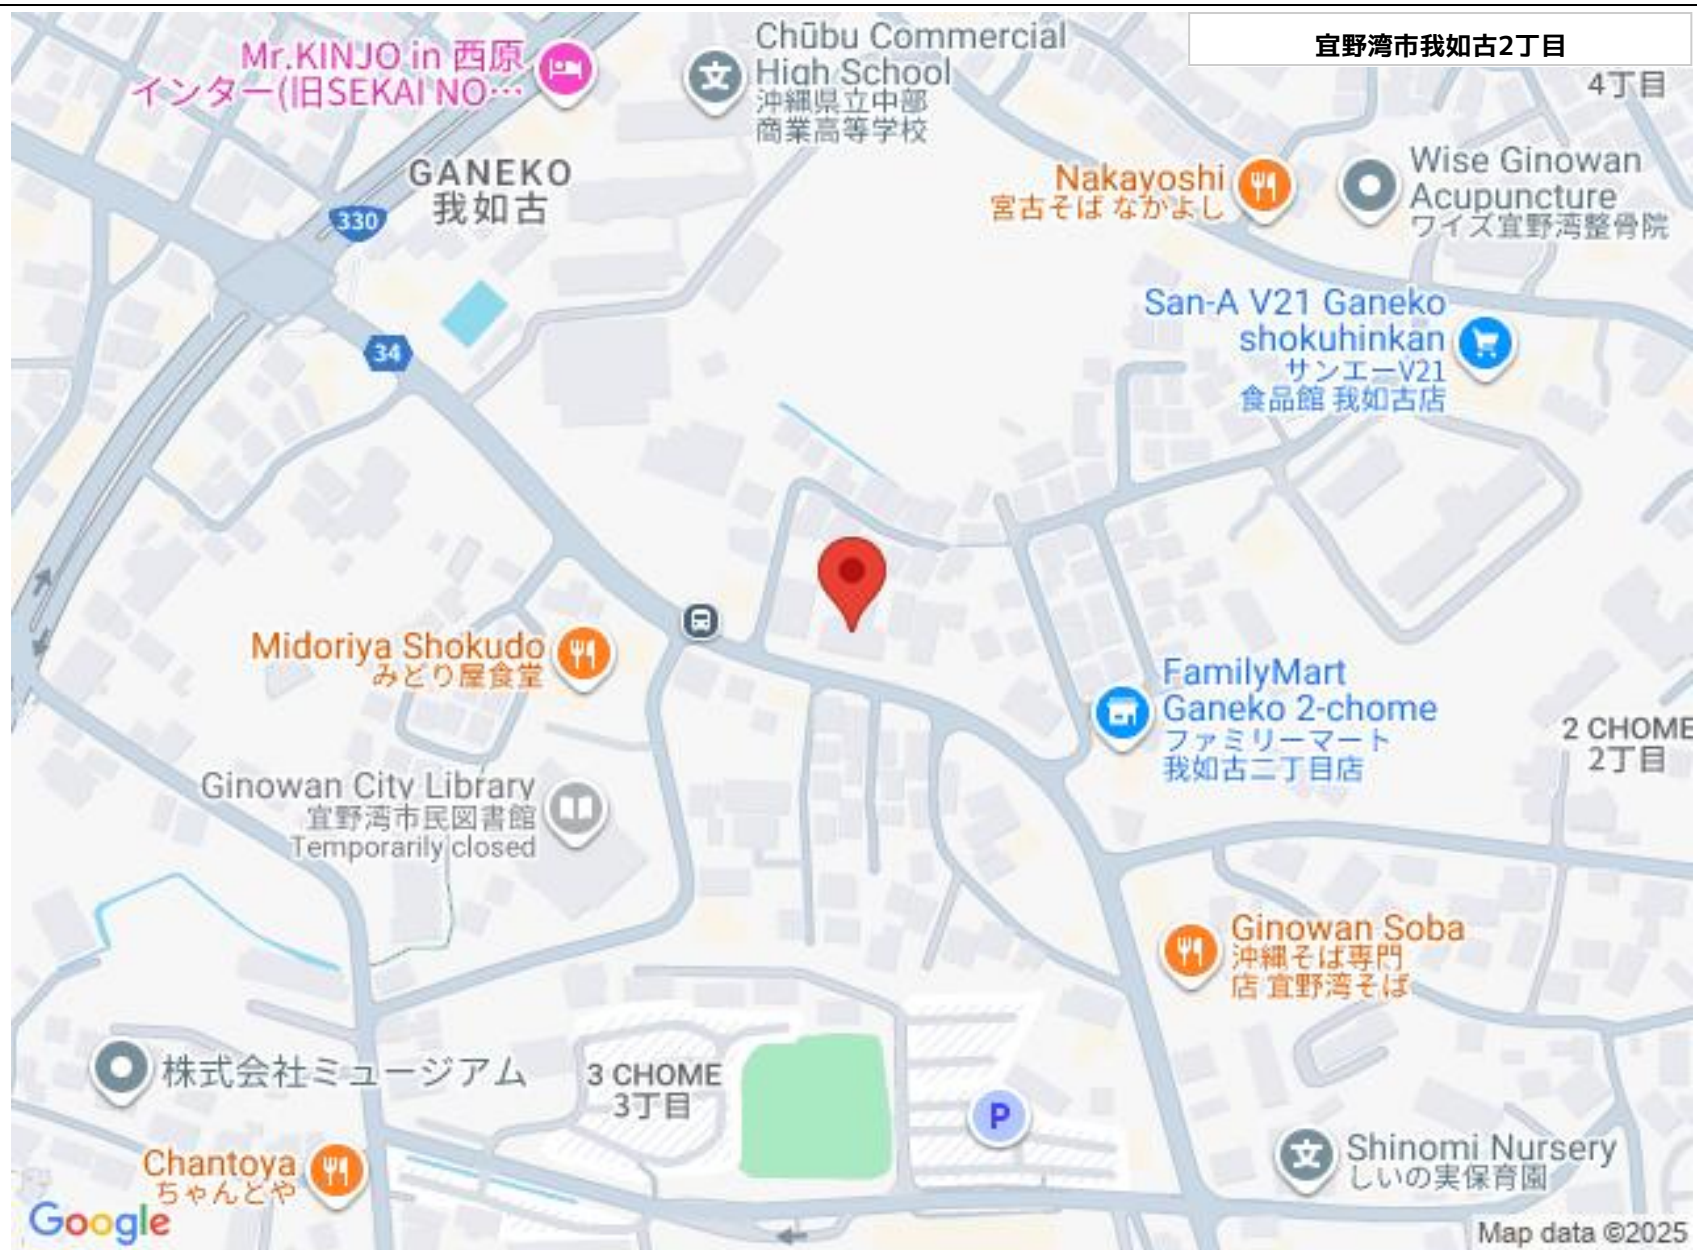 宜野湾市我如古2丁目
Mr.KINJO in 西原
インター(旧SEKAI NO…
Chūbu Commercial
High School
沖縄県立中部
商業高等学校
4丁目
GANEKO
我如古
330
Nakayoshi
宮古そば なかよし
Wise Ginowan
Acupuncture
ワイズ宜野湾整骨院
San-A V21 Ganeko
shokuhinkan
サンエーV21
食品館 我如古店
34
Midoriya Shokudo
みどり屋食堂
FamilyMart
Ganeko 2-chome
ファミリーマート
我如古二丁目店
2 CHOME
2丁目
Ginowan City Library
宜野湾市民図書館
Temporarily closed
Ginowan Soba
沖縄そば専門
店 宜野湾そば
株式会社ミュージアム
3 CHOME
3丁目
P
Shinomi Nursery
しいの実保育園
Chantoya
ちゃんとや
Google
Map data ©2025